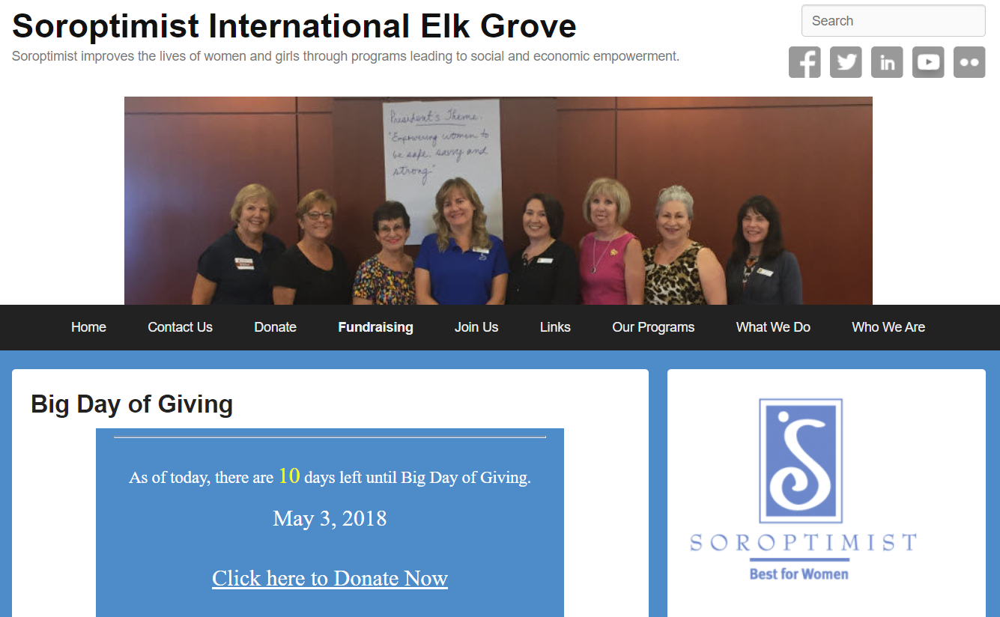 Soroptimist International Elk Grove
Soroptimist improves the lives of women and girls through programs leading to social and economic empowerment.
Search
President's Theme.
"Empowering women to
be safe, savvy and
strong."
Home
Contact Us
Donate
Fundraising
Join Us
Links
Our Programs
What We Do
Who We Are
Big Day of Giving
As of today, there are 10 days left until Big Day of Giving.
May 3, 2018
Click here to Donate Now
SOROPTIMIST
Best for Women